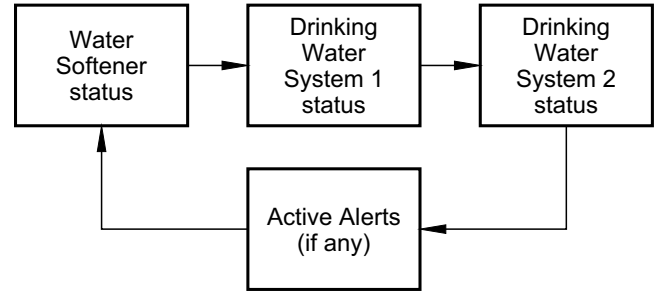 Water
Softener
status
Drinking
Water
System 1
status
Drinking
Water
System 2
status
Active Alerts
(if any)